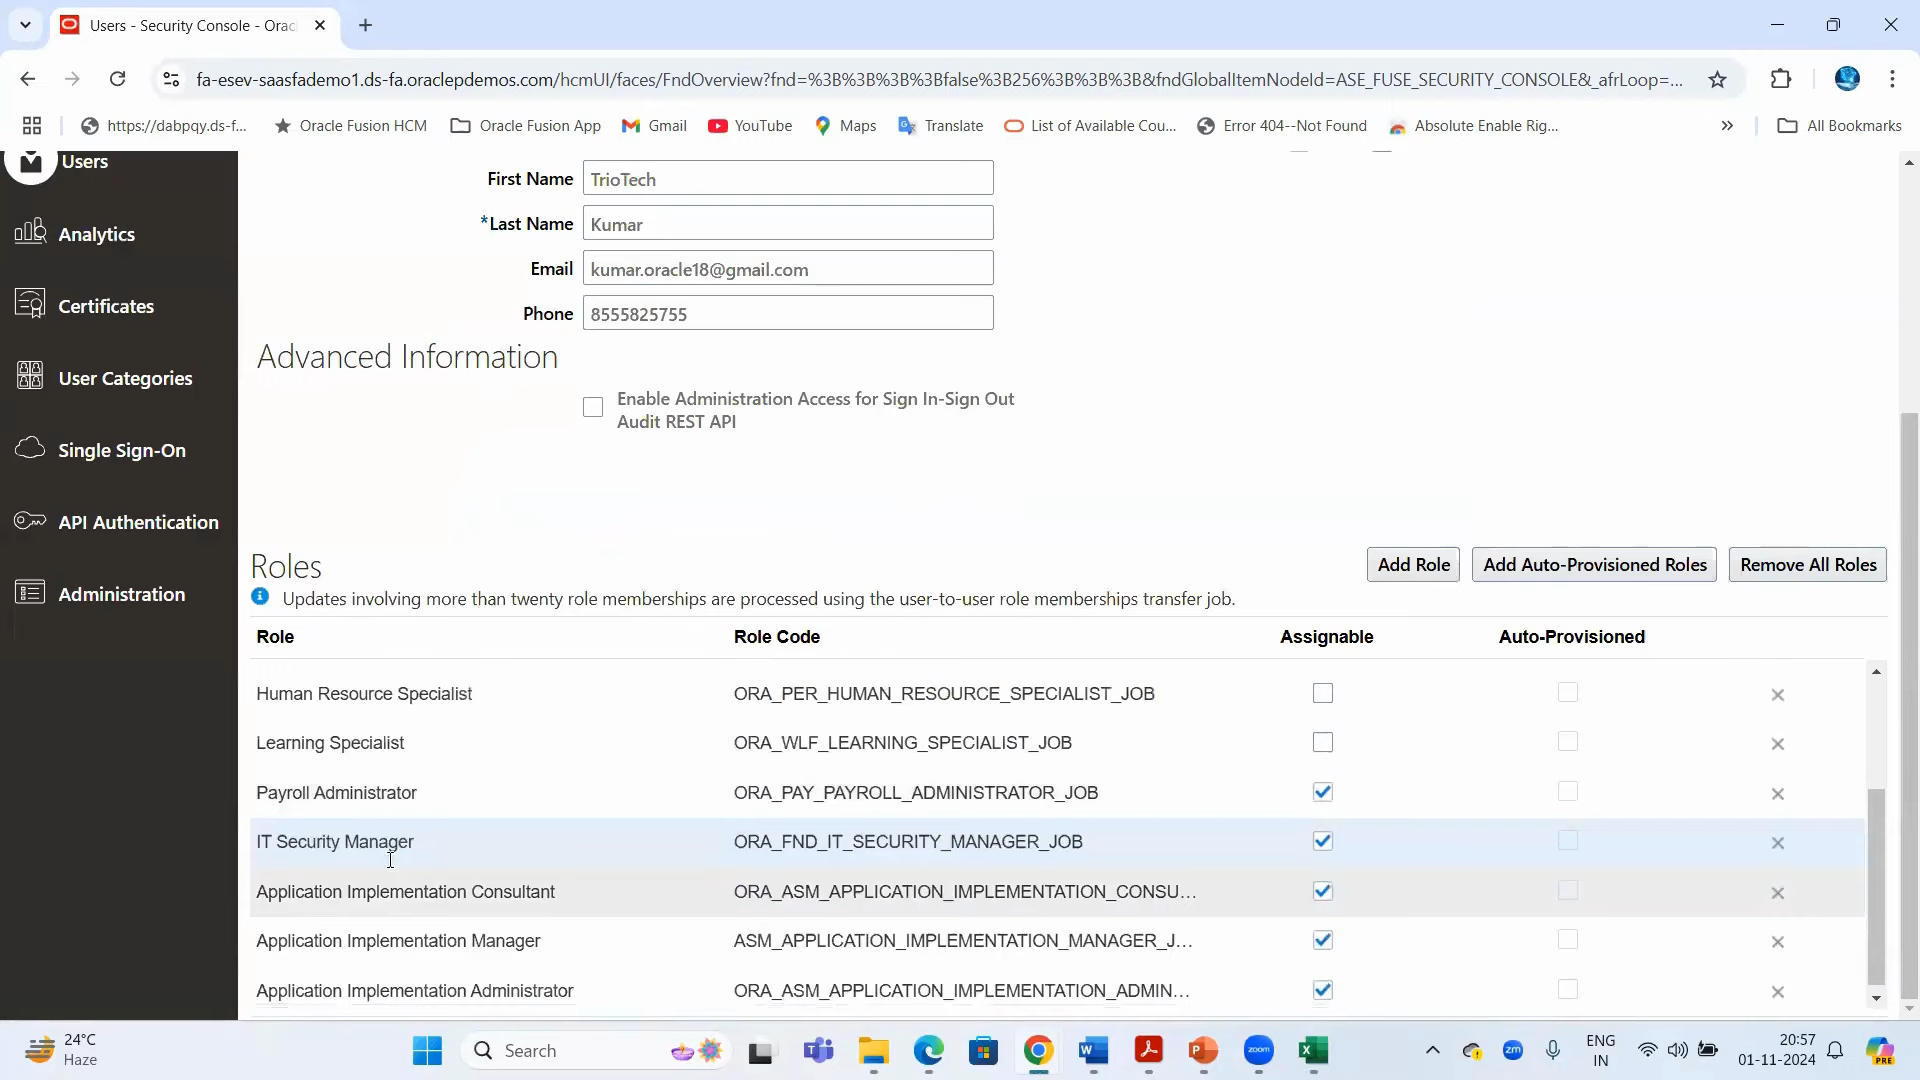 Users - Security Console - Orac
fa-esev-saasfademo1.ds-fa.oraclepdemos.com/hcmUI/faces/FndOverview?fnd=%3B%3B%3B%3Bfalse%3B256%3B%3B%3B&fndGlobalItemNodeId=ASE_FUSE_SECURITY_CONSOLE&_afrLoop=...
https://dabpqy.ds-f... Oracle Fusion HCM Oracle Fusion App Gmail YouTube Maps Translate List of Available Cou... Error 404--Not Found Absolute Enable Rig... » All Bookmarks
Users
Analytics
Certificates
User Categories
Single Sign-On
API Authentication
Administration
First Name TrioTech
*Last Name Kumar
Email kumar.oracle18@gmail.com
Phone 8555825755
Advanced Information
Enable Administration Access for Sign In-Sign Out
Audit REST API
Roles
Add Role Add Auto-Provisioned Roles Remove All Roles
Updates involving more than twenty role memberships are processed using the user-to-user role memberships transfer job.
Role Role Code Assignable Auto-Provisioned
Human Resource Specialist ORA_PER_HUMAN_RESOURCE_SPECIALIST_JOB
Learning Specialist ORA_WLF_LEARNING_SPECIALIST_JOB
Payroll Administrator ORA_PAY_PAYROLL_ADMINISTRATOR_JOB
IT Security Manager ORA_FND_IT_SECURITY_MANAGER_JOB
Application Implementation Consultant ORA_ASM_APPLICATION_IMPLEMENTATION_CONSU...
Application Implementation Manager ASM_APPLICATION_IMPLEMENTATION_MANAGER_J...
Application Implementation Administrator ORA_ASM_APPLICATION_IMPLEMENTATION_ADMIN...
24°C
Haze
Search
zoom
zm
ENG
IN
20:57
01-11-2024
PRE